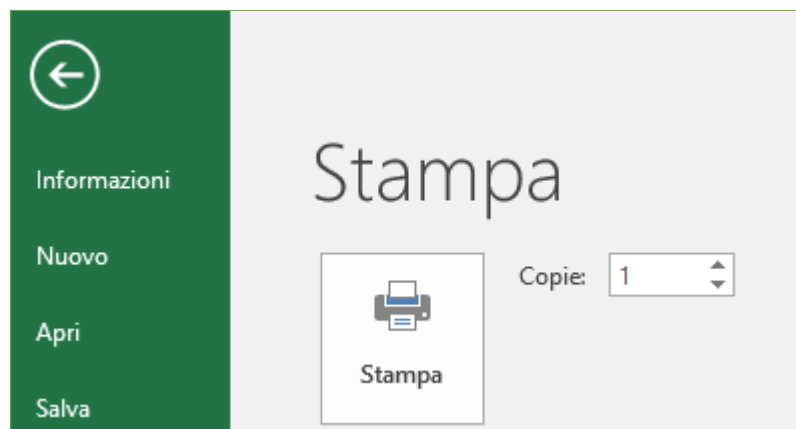 Informazioni
Nuovo
Apri
Salva
Stampa
Copie: 1
Stampa